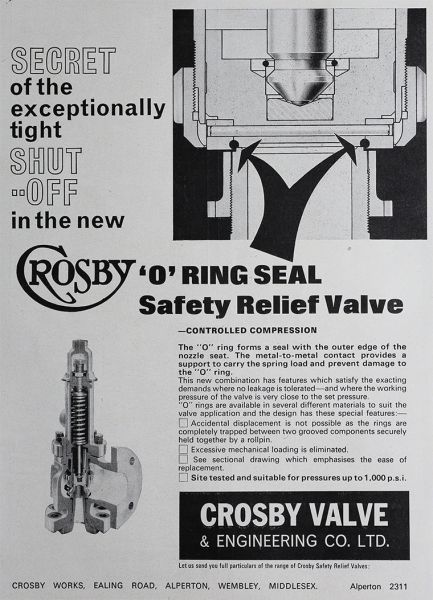 SECRET
of the
exceptionally
tight
SHUT
--OFF
in the new
CROSBY 'O' RING SEAL
Safety Relief Valve
—CONTROLLED COMPRESSION
The "O" ring forms a seal with the outer edge of the
nozzle seat. The metal-to-metal contact provides a
support to carry the spring load and prevent damage to
the "O" ring.
This new combination has features which satisfy the exacting
demands where no leakage is tolerated—and where the working
pressure of the valve is very close to the set pressure.
"O" rings are available in several different materials to suit the
valve application and the design has these special features:—
Accidental displacement is not possible as the rings are
completely trapped between two grooved components securely
held together by a rollpin.
Excessive mechanical loading is eliminated.
See sectional drawing which emphasises the ease of
replacement.
Site tested and suitable for pressures up to 1,000 p.s.i.
CROSBY VALVE
& ENGINEERING CO. LTD.
Let us send you full particulars of the range of Crosby Safety Relief Valves:
CROSBY WORKS, EALING ROAD, ALPERTON, WEMBLEY, MIDDLESEX. Alperton 2311